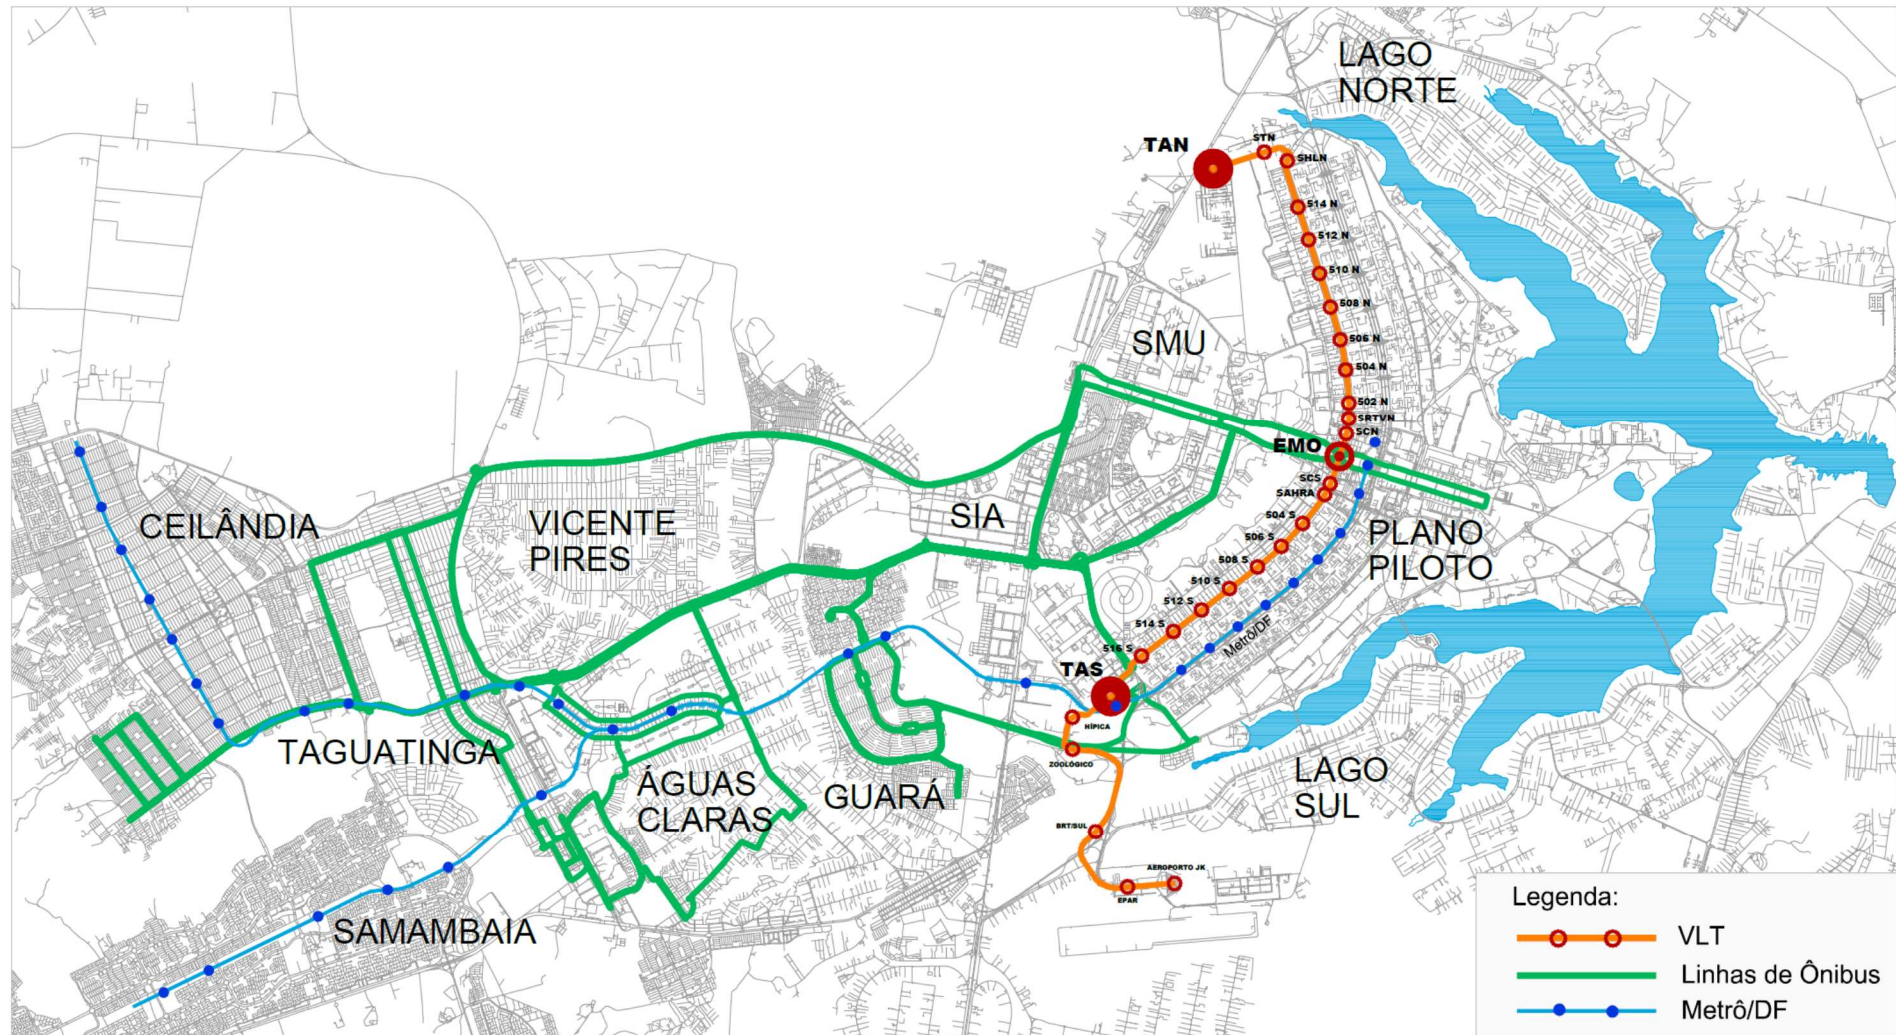 LAGO
NORTE
TAN
STN
SHLN
514 N
512 N
510 N
508 N
SMU
506 N
504 N
502 N
SRTVN
SCN
EMO
SCS
SAHRA
CEILÂNDIA
VICENTE
PIRES
SIA
504 S
PLANO
PILOTO
506 S
508 S
510 S
512 S
514 S
Metrô/DF
516 S
TAS
HÍPICA
TAGUATINGA
ZOOLÓGICO
ÁGUAS
CLARAS
GUARÁ
LAGO
SUL
BRT/SUL
AEROPORTO JK
EPAR
SAMAMBAIA
Legenda:
VLT
Linhas de Ônibus
Metrô/DF